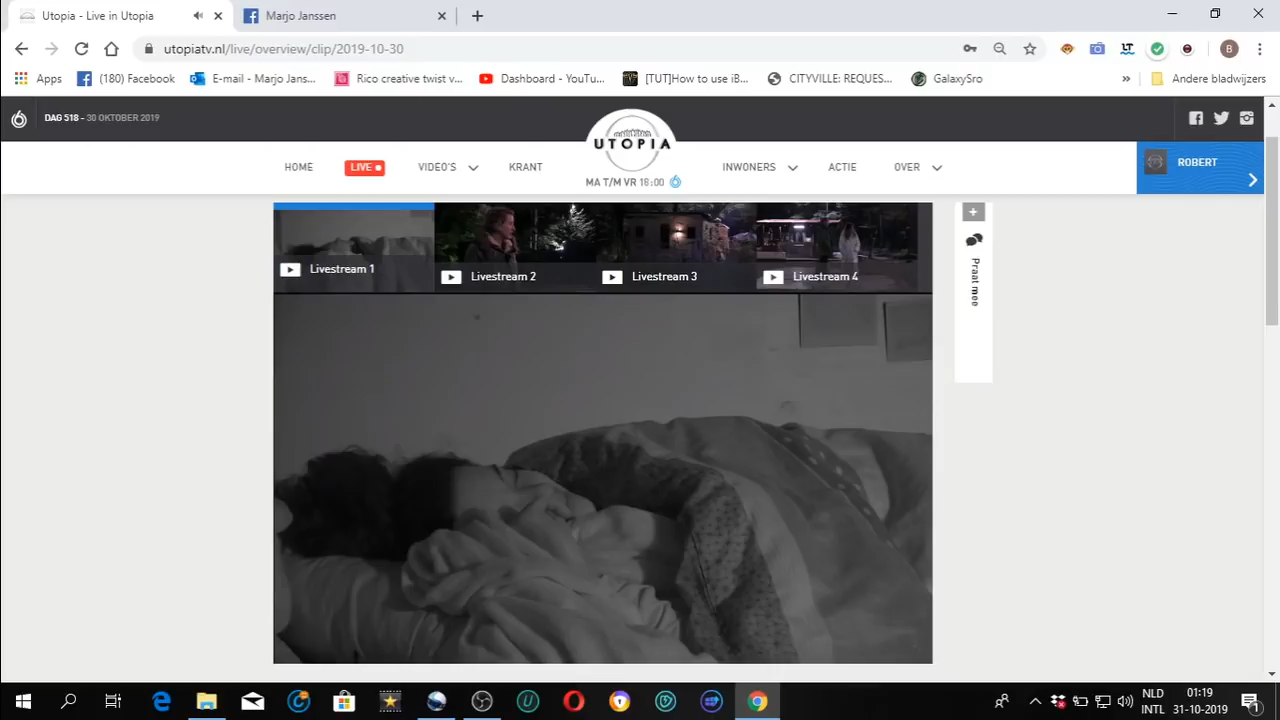 Utopia - Live in Utopia
Marjo Janssen
utopiatv.nl/live/overview/clip/2019-10-30
B
Apps
(180) Facebook
E-mail - Marjo Jans...
Rico creative twist v...
Dashboard - YouTu...
[TUT]How to use iB...
CITYVILLE: REQUES...
GalaxySro
»
Andere bladwijzers
DAG 518 - 30 OKTOBER 2019
UTOPIA
MA T/M VR 18:00
HOME
LIVE
VIDEO'S
KRANT
INWONERS
ACTIE
OVER
ROBERT
Livestream 1
Livestream 2
Livestream 3
Livestream 4
Praat mee
NLD
INTL
01:19
31-10-2019